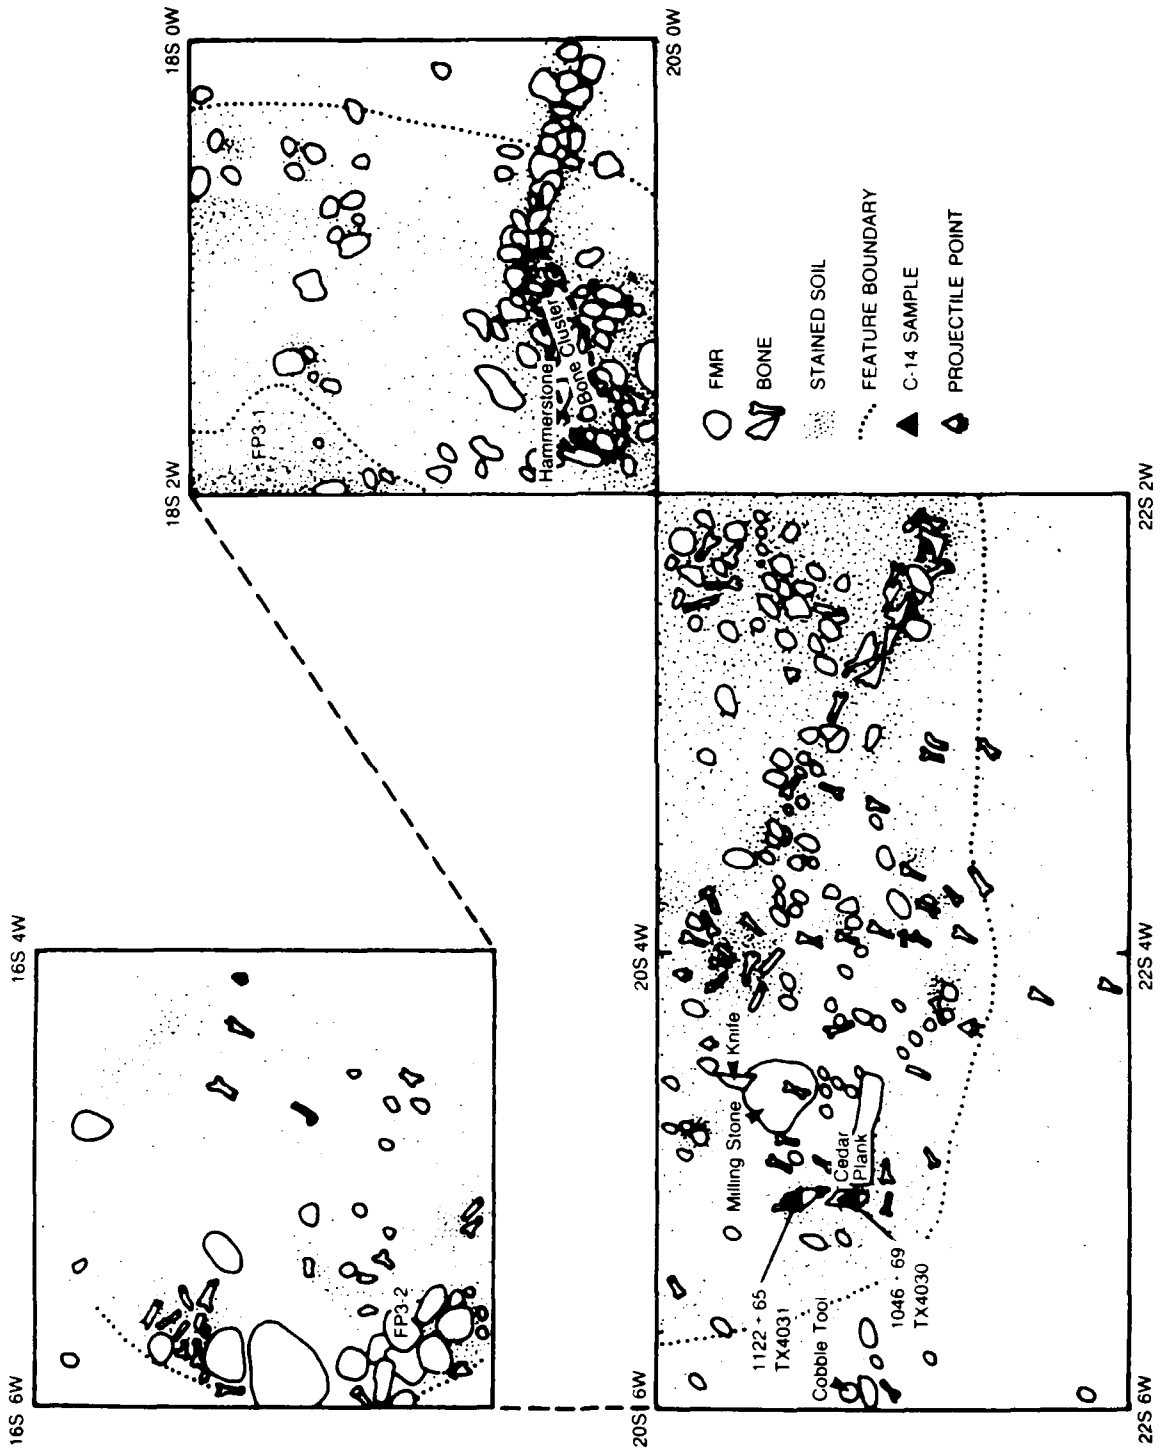 16S 6W
16S 4W
FP3-2
18S 2W
18S 0W
FP3-1
Hammerstone
Bone Cluster
20S 0W
20S 6W
20S 4W
Milling Stone
Knife
Cedar
Plank
1122 · 65
TX4031
Cobble Tool
1046 · 69
TX4030
22S 6W
22S 4W
22S 2W
FMR
BONE
STAINED SOIL
FEATURE BOUNDARY
C-14 SAMPLE
PROJECTILE POINT